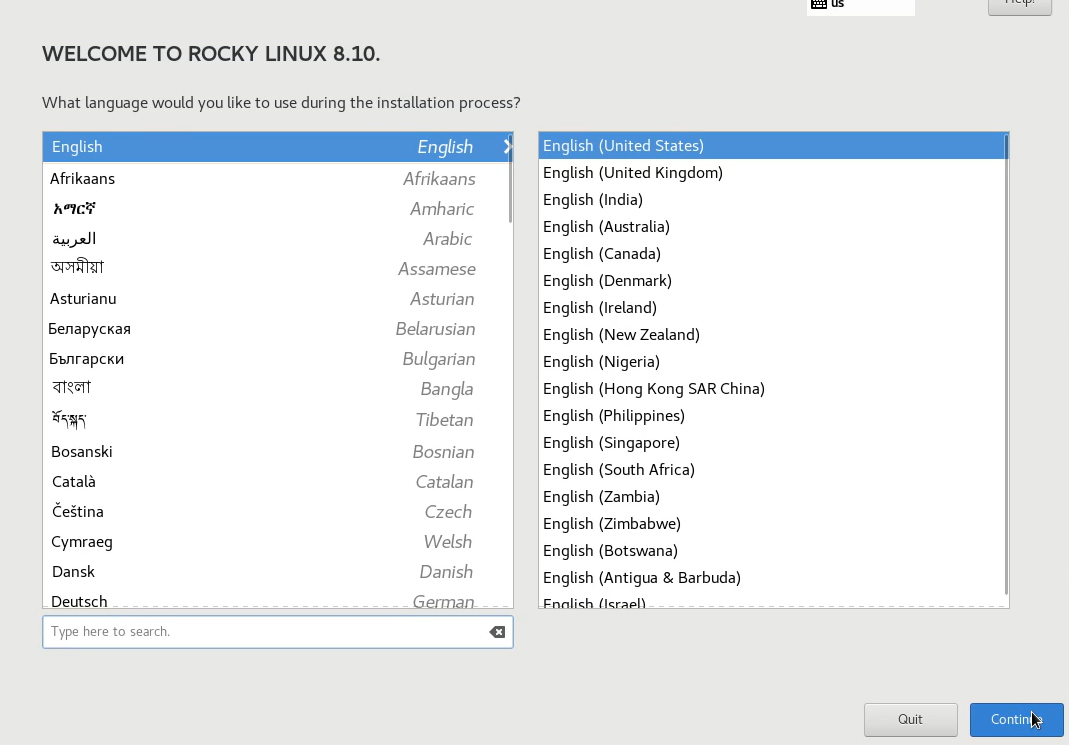 us
Help!
WELCOME TO ROCKY LINUX 8.10.
What language would you like to use during the installation process?
English English
Afrikaans Afrikaans
አማርኛ Amharic
العربية Arabic
অসমীয়া Assamese
Asturianu Asturian
Беларуская Belarusian
Български Bulgarian
বাংলা Bangla
བོད་སྐད་ Tibetan
Bosanski Bosnian
Català Catalan
Čeština Czech
Cymraeg Welsh
Dansk Danish
Deutsch German
Type here to search.
English (United States)
English (United Kingdom)
English (India)
English (Australia)
English (Canada)
English (Denmark)
English (Ireland)
English (New Zealand)
English (Nigeria)
English (Hong Kong SAR China)
English (Philippines)
English (Singapore)
English (South Africa)
English (Zambia)
English (Zimbabwe)
English (Botswana)
English (Antigua & Barbuda)
English (Israel)
Quit
Continue